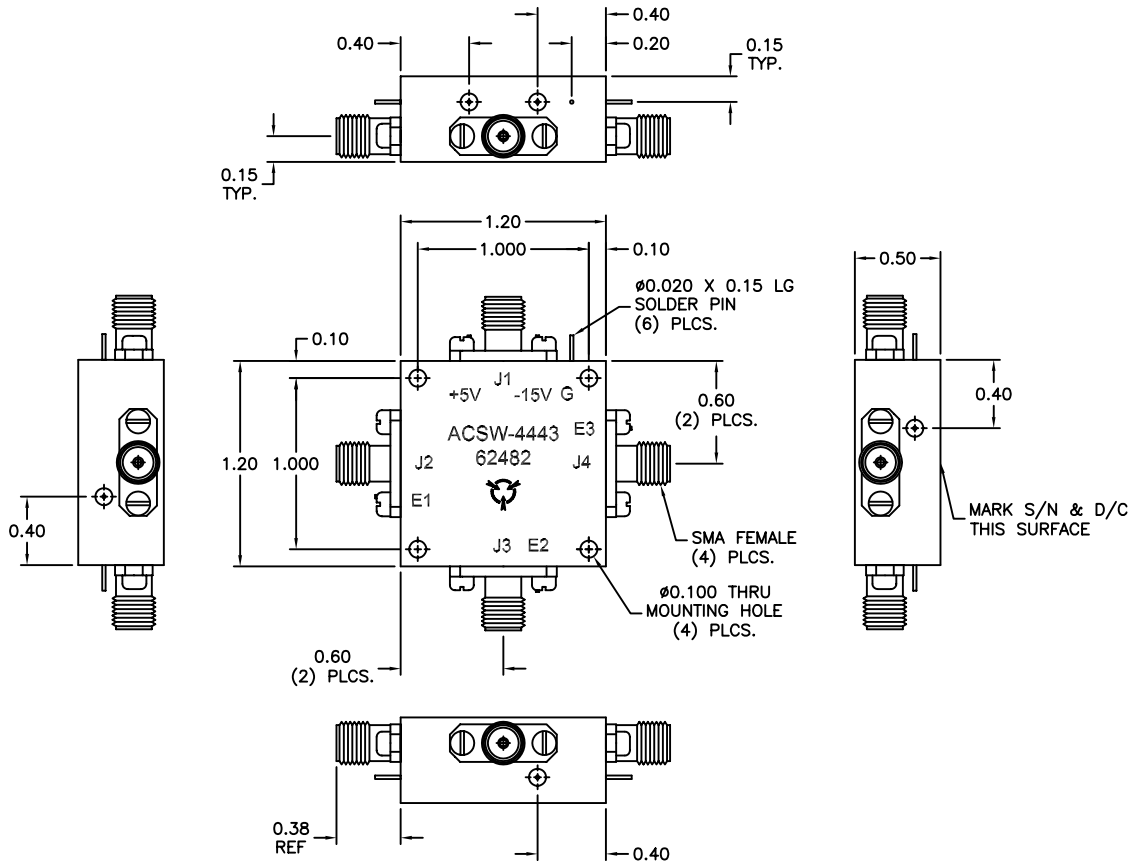 0.40
0.40
0.20
0.15
TYP.
0.15
TYP.
1.20
1.000
0.10
0.50
Ø0.020 X 0.15 LG
SOLDER PIN
(6) PLCS.
0.10
J1
+5V -15V G
0.60
(2) PLCS.
0.40
ACSW-4443
E3
62482
1.20
1.000
J2
J4
E1
0.40
MARK S/N & D/C
THIS SURFACE
SMA FEMALE
(4) PLCS.
J3 E2
Ø0.100 THRU
MOUNTING HOLE
(4) PLCS.
0.60
(2) PLCS.
0.38
REF
0.40